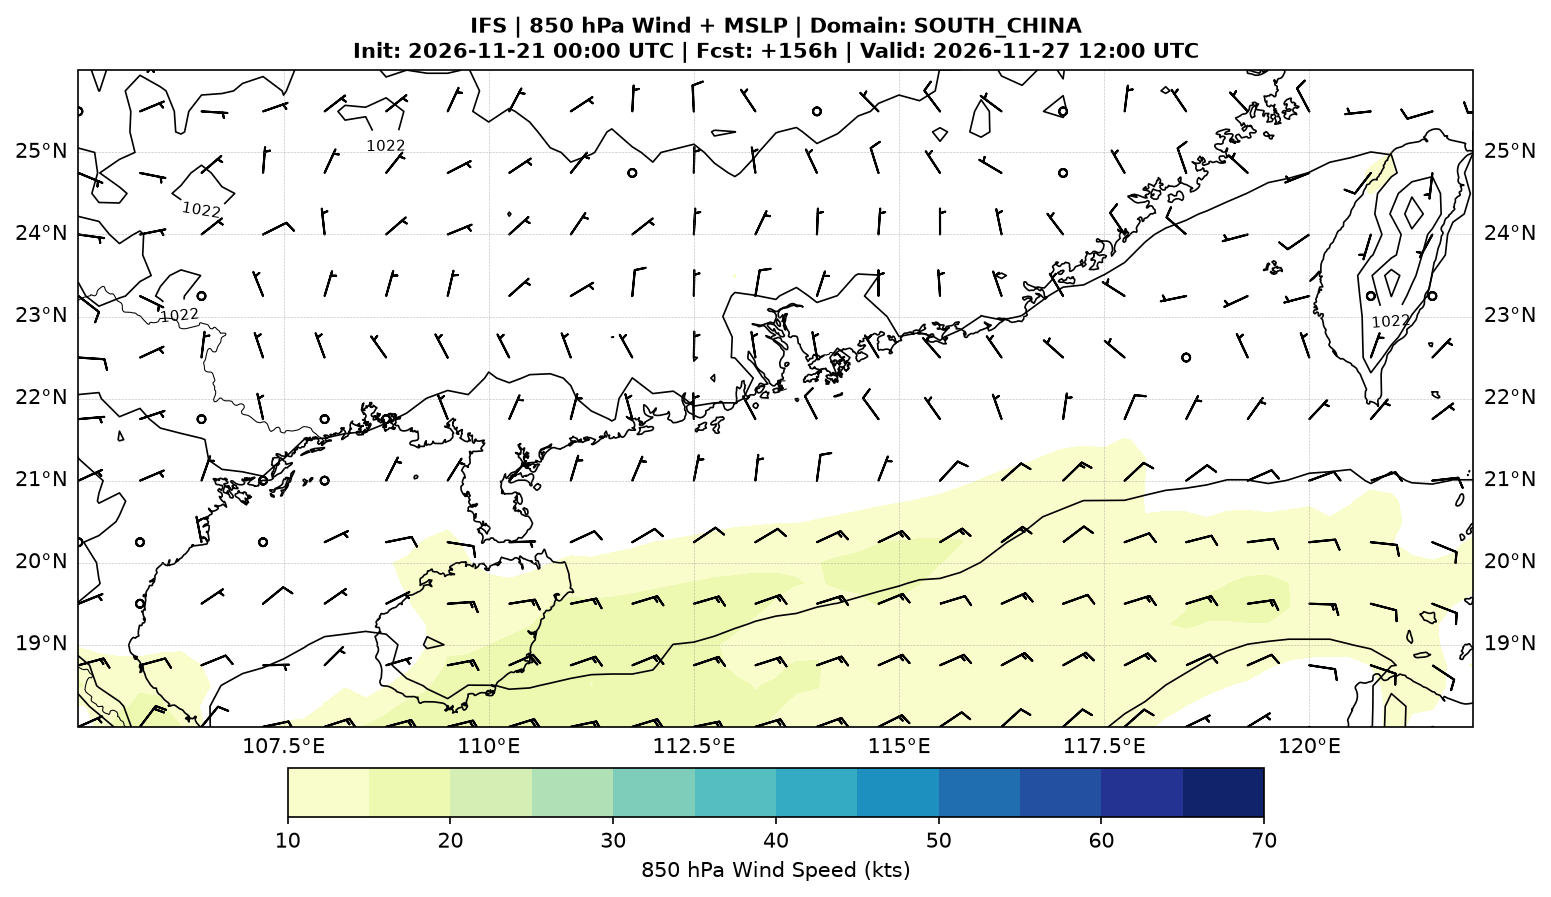 IFS | 850 hPa Wind + MSLP | Domain: SOUTH_CHINA
Init: 2026-11-21 00:00 UTC | Fcst: +156h | Valid: 2026-11-27 12:00 UTC
1022
25°N 25°N
1022
24°N 24°N
1022
23°N 23°N
1022
22°N 22°N
21°N 21°N
20°N 20°N
19°N 19°N
107.5°E 110°E 112.5°E 115°E 117.5°E 120°E
10 20 30 40 50 60 70
850 hPa Wind Speed (kts)